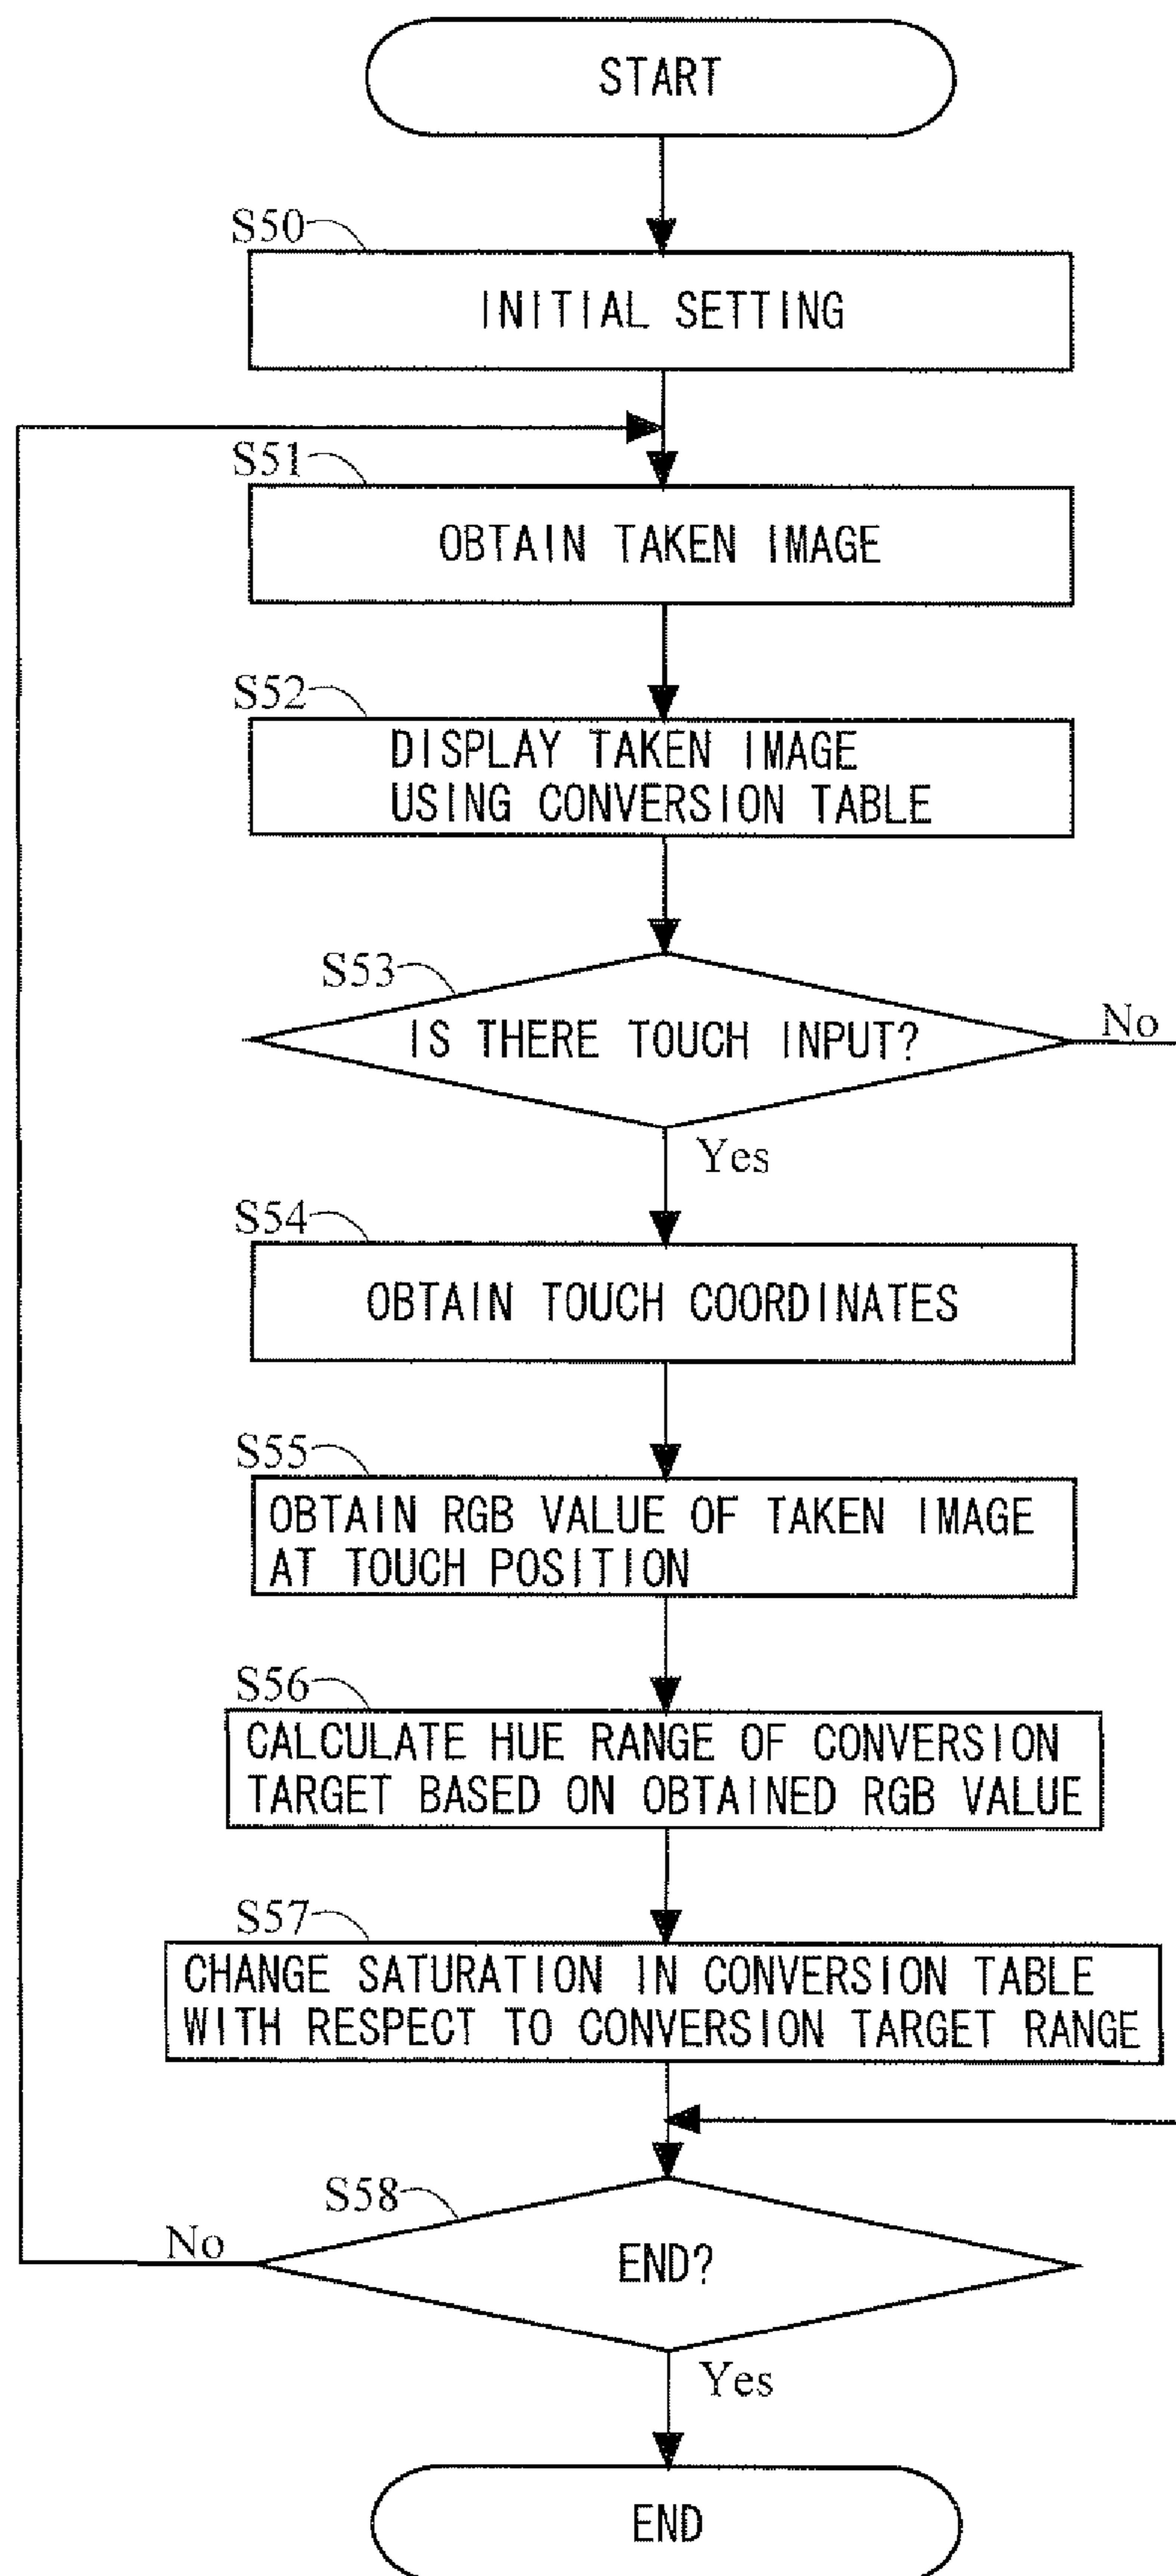 START
S50
INITIAL SETTING
S51
OBTAIN TAKEN IMAGE
S52
DISPLAY TAKEN IMAGE
USING CONVERSION TABLE
S53
IS THERE TOUCH INPUT?
No
Yes
S54
OBTAIN TOUCH COORDINATES
S55
OBTAIN RGB VALUE OF TAKEN IMAGE
AT TOUCH POSITION
S56
CALCULATE HUE RANGE OF CONVERSION
TARGET BASED ON OBTAINED RGB VALUE
S57
CHANGE SATURATION IN CONVERSION TABLE
WITH RESPECT TO CONVERSION TARGET RANGE
S58
No
END?
Yes
END